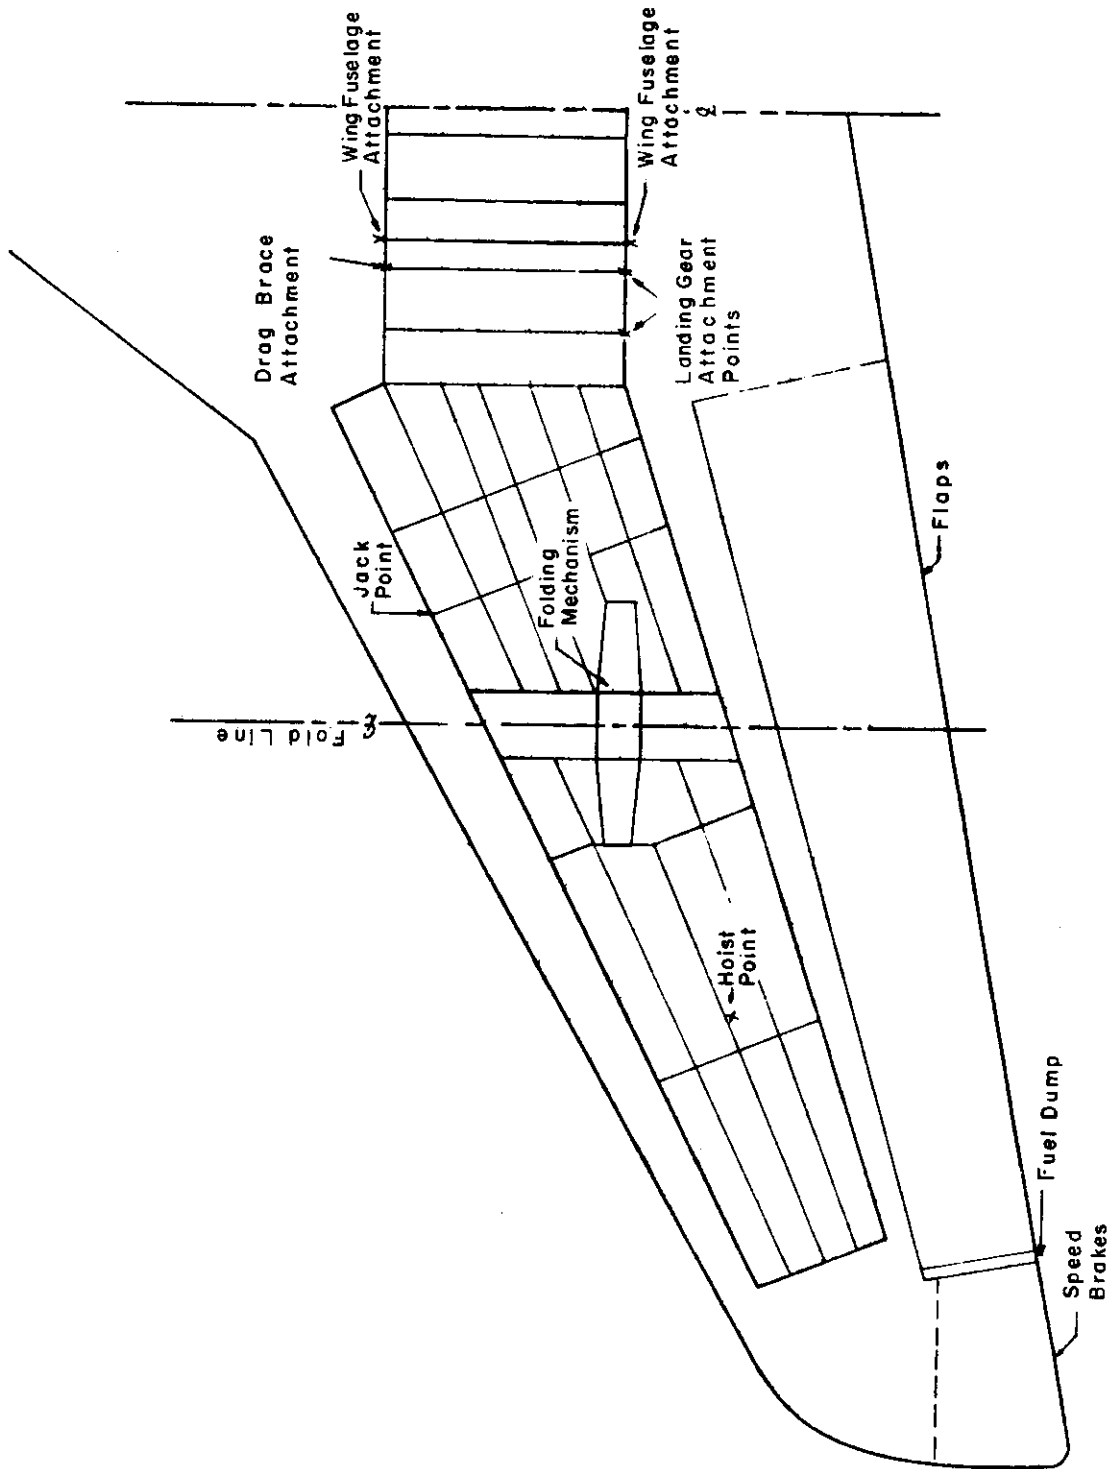 Wing Fuselage
Attachment
Drag Brace
Attachment
Wing Fuselage
Attachment
℄
Landing Gear
Attachment
Points
Jack
Point
Folding
Mechanism
Fold Line
℄
Flaps
Hoist
Point
Fuel Dump
Speed
Brakes